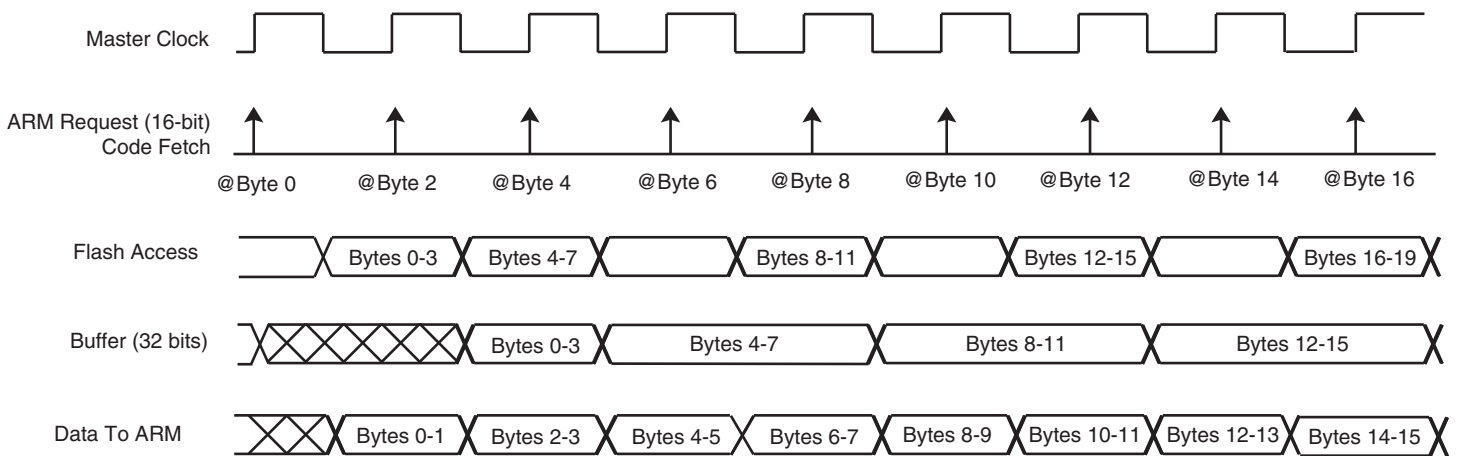 Master Clock
ARM Request (16-bit)
Code Fetch
@Byte 0 @Byte 2 @Byte 4 @Byte 6 @Byte 8 @Byte 10 @Byte 12 @Byte 14 @Byte 16
Flash Access Bytes 0-3 Bytes 4-7 Bytes 8-11 Bytes 12-15 Bytes 16-19
Buffer (32 bits) Bytes 0-3 Bytes 4-7 Bytes 8-11 Bytes 12-15
Data To ARM Bytes 0-1 Bytes 2-3 Bytes 4-5 Bytes 6-7 Bytes 8-9 Bytes 10-11 Bytes 12-13 Bytes 14-15